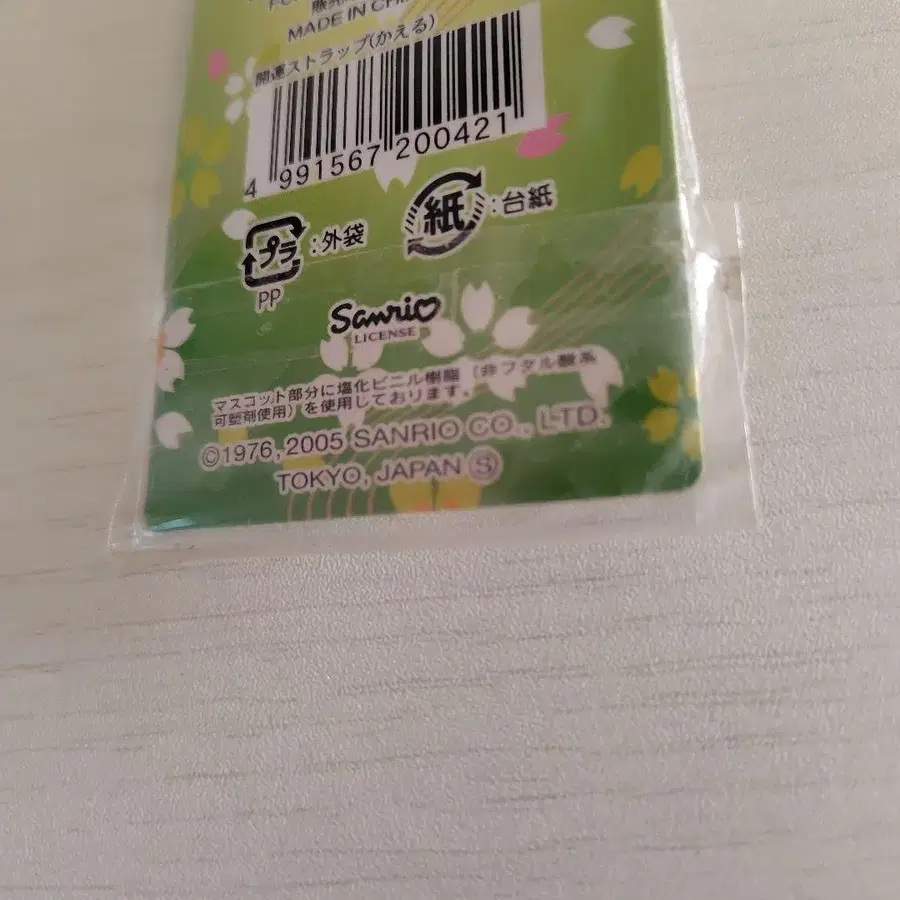 MADE IN CHI
開運ストラップ(かえる)
4 991567 200421
プラ :外袋
PP
紙 :台紙
Sanrio
LICENSE
マスコット部分に塩化ビニル樹脂(非フタル酸系
可塑剤使用)を使用しております。
©1976, 2005 SANRIO CO., LTD.
TOKYO, JAPAN Ⓢ